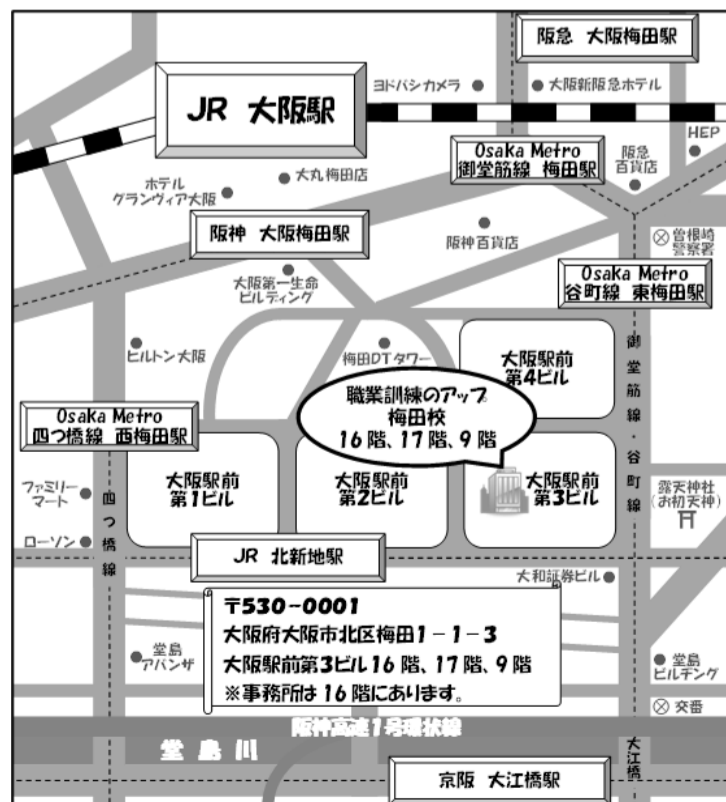 阪急 大阪梅田駅
JR 大阪駅
ヨドバシカメラ
大阪新阪急ホテル
HEP
Osaka Metro
御堂筋線 梅田駅
阪急
百貨店
大丸梅田店
ホテル
グランヴィア大阪
阪神 大阪梅田駅
阪神百貨店
曽根崎
警察署
Osaka Metro
谷町線 東梅田駅
大阪第一生命
ビルディング
ヒルトン大阪
梅田DTタワー
大阪駅前
第4ビル
御堂筋線・谷町線
職業訓練のアップ
梅田校
16階、17階、9階
Osaka Metro
四つ橋線 西梅田駅
大阪駅前
第1ビル
大阪駅前
第2ビル
大阪駅前
第3ビル
ファミリー
マート
四つ橋線
露天神社
(お初天神)
ローソン
JR 北新地駅
大和証券ビル
〒530-0001
大阪府大阪市北区梅田1-1-3
大阪駅前第3ビル16階、17階、9階
※事務所は16階にあります。
堂島
アバンザ
堂島
ビルヂング
交番
阪神高速1号環状線
堂島川
大江橋
京阪 大江橋駅